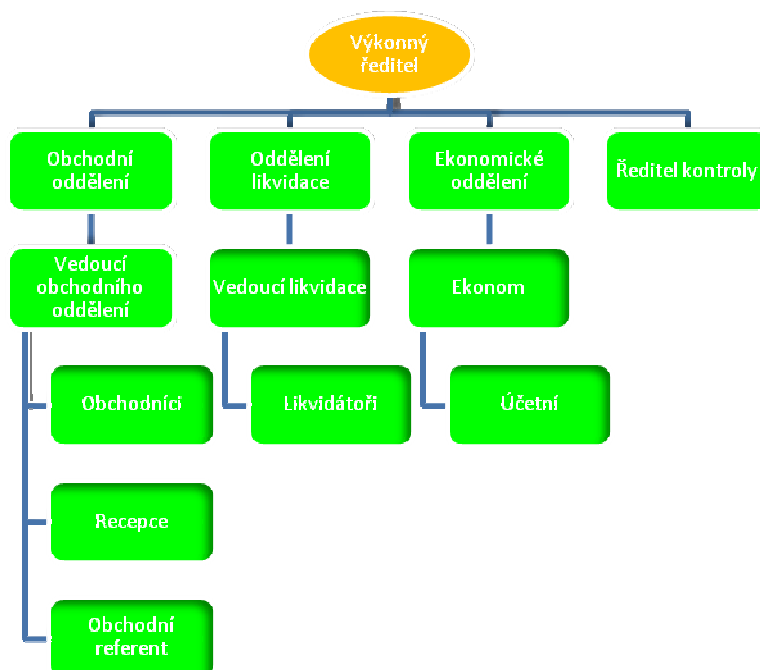 Výkonný
ředitel
Obchodní
oddělení
Oddělení
likvidace
Ekonomické
oddělení
Ředitel kontroly
Vedoucí
obchodního
oddělení
Vedoucí likvidace
Ekonom
Obchodníci
Likvidátoři
Účetní
Recepce
Obchodní
referent